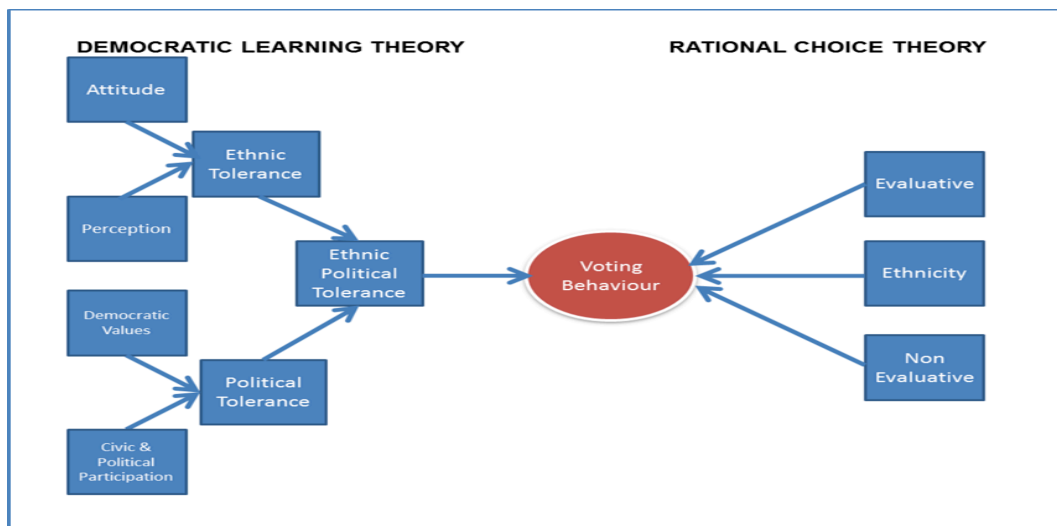 DEMOCRATIC LEARNING THEORY
RATIONAL CHOICE THEORY
Attitude
Ethnic
Tolerance
Perception
Ethnic
Political
Tolerance
Democratic
Values
Political
Tolerance
Civic &
Political
Participation
Voting
Behaviour
Evaluative
Ethnicity
Non
Evaluative